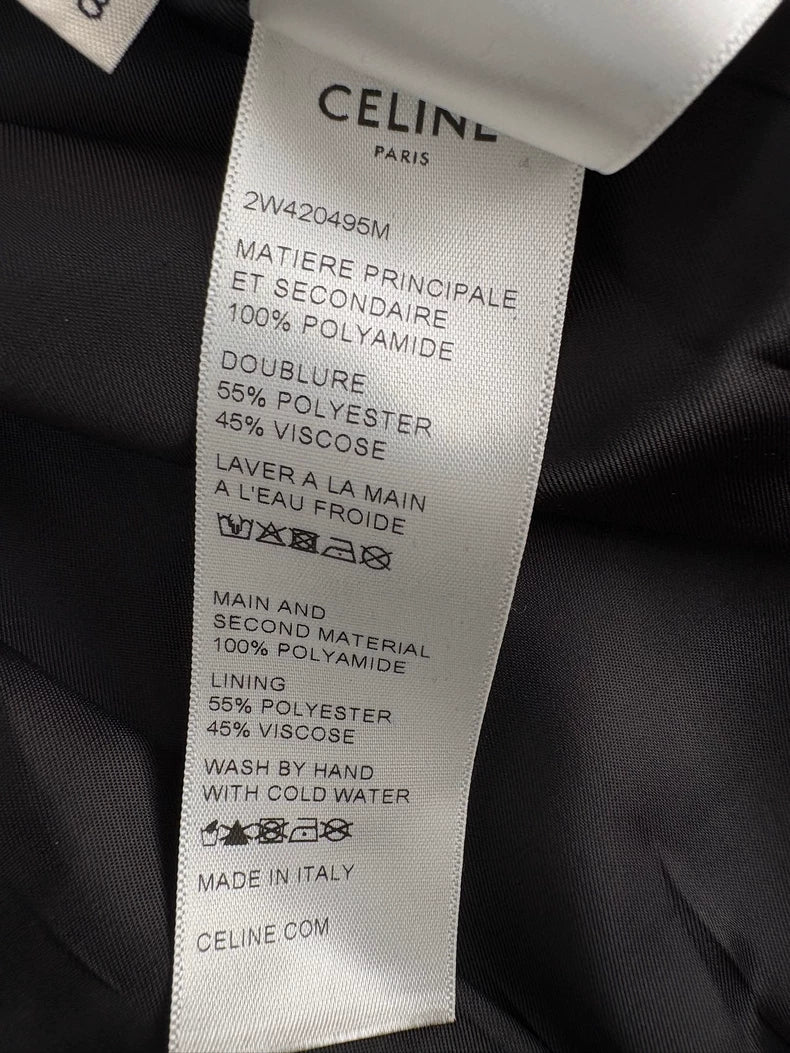 CELINE
PARIS
2W420495M
MATIERE PRINCIPALE
ET SECONDAIRE
100% POLYAMIDE
DOUBLURE
55% POLYESTER
45% VISCOSE
LAVER A LA MAIN
A L'EAU FROIDE
MAIN AND
SECOND MATERIAL
100% POLYAMIDE
LINING
55% POLYESTER
45% VISCOSE
WASH BY HAND
WITH COLD WATER
MADE IN ITALY
CELINE.COM